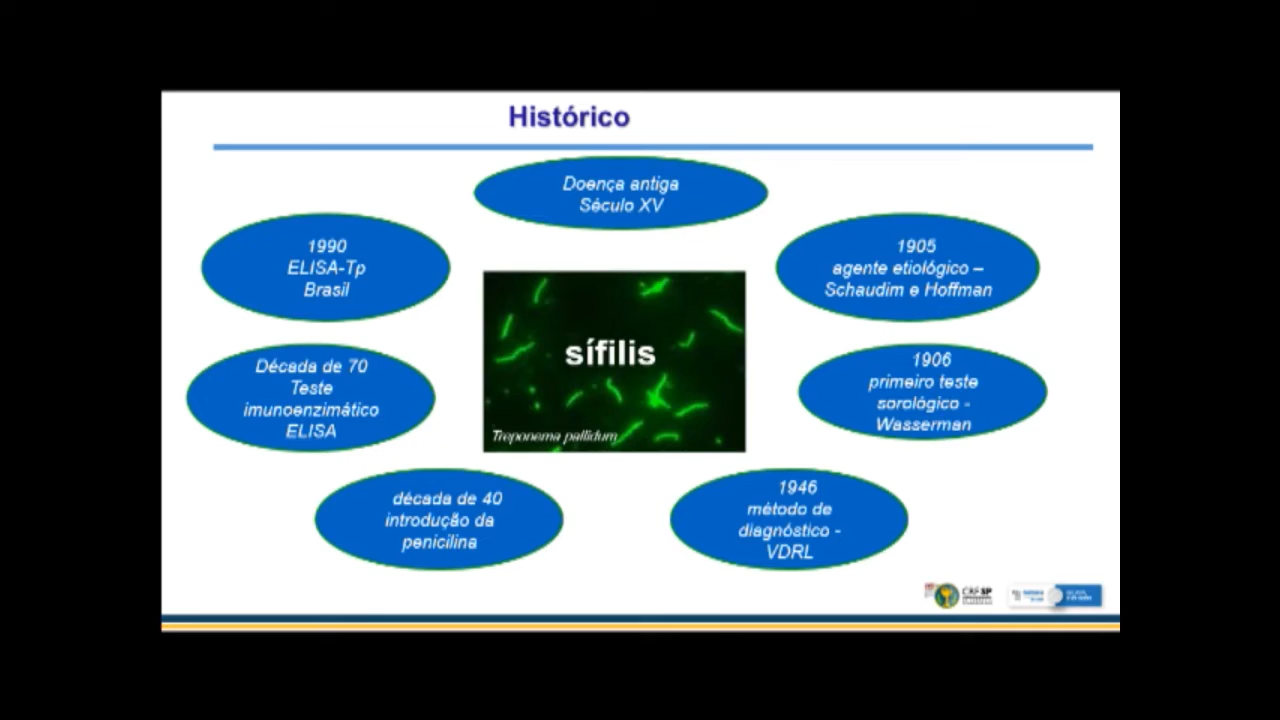 Histórico
Doença antiga
Século XV
1990
ELISA-Tp
Brasil
1905
agente etiológico –
Schaudim e Hoffman
sífilis
Treponema pallidum
Década de 70
Teste
imunoenzimático
ELISA
1906
primeiro teste
sorológico -
Wasserman
década de 40
introdução da
penicilina
1946
método de
diagnóstico -
VDRL
CRF SP